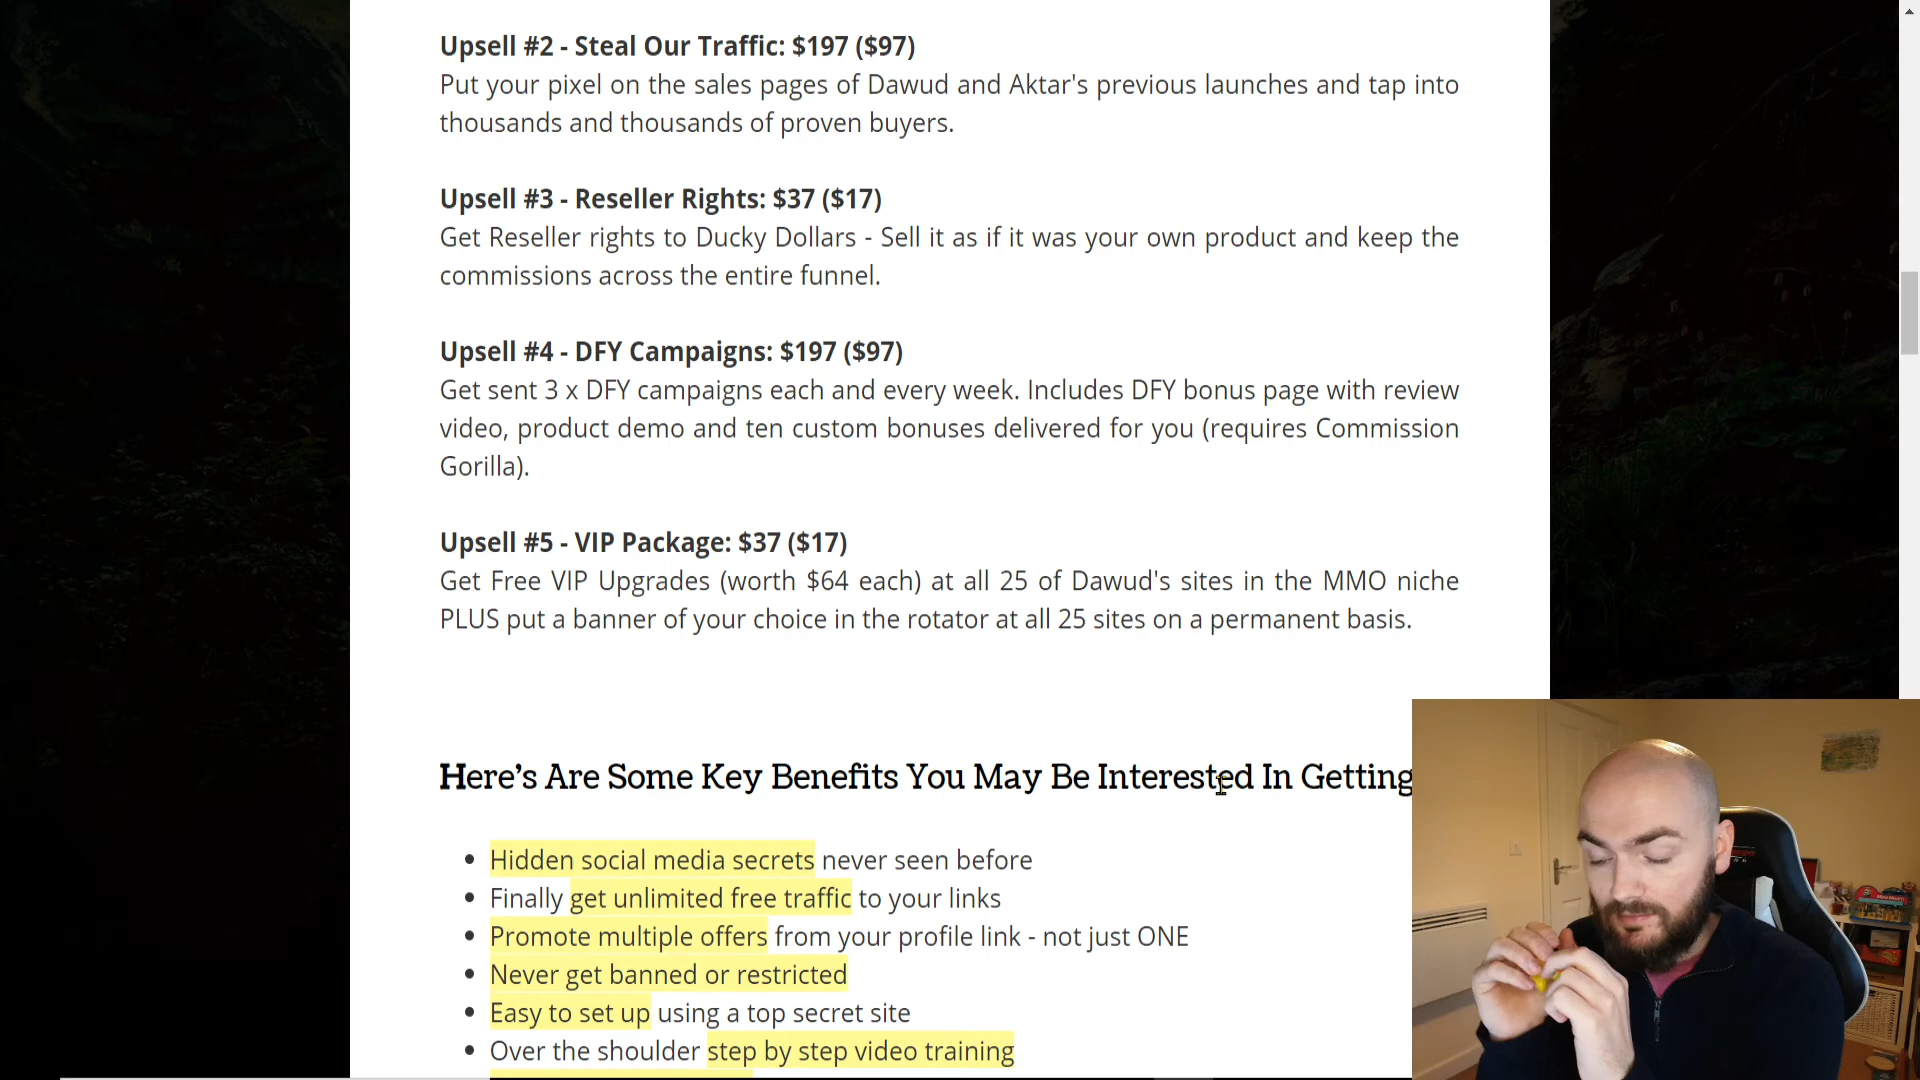 Upsell #2 - Steal Our Traffic: $197 ($97)
Put your pixel on the sales pages of Dawud and Aktar's previous launches and tap into
thousands and thousands of proven buyers.
Upsell #3 - Reseller Rights: $37 ($17)
Get Reseller rights to Ducky Dollars - Sell it as if it was your own product and keep the
commissions across the entire funnel.
Upsell #4 - DFY Campaigns: $197 ($97)
Get sent 3 x DFY campaigns each and every week. Includes DFY bonus page with review
video, product demo and ten custom bonuses delivered for you (requires Commission
Gorilla).
Upsell #5 - VIP Package: $37 ($17)
Get Free VIP Upgrades (worth $64 each) at all 25 of Dawud's sites in the MMO niche
PLUS put a banner of your choice in the rotator at all 25 sites on a permanent basis.
Here’s Are Some Key Benefits You May Be Interested In Getting
Hidden social media secrets never seen before
Finally get unlimited free traffic to your links
Promote multiple offers from your profile link - not just ONE
Never get banned or restricted
Easy to set up using a top secret site
Over the shoulder step by step video training